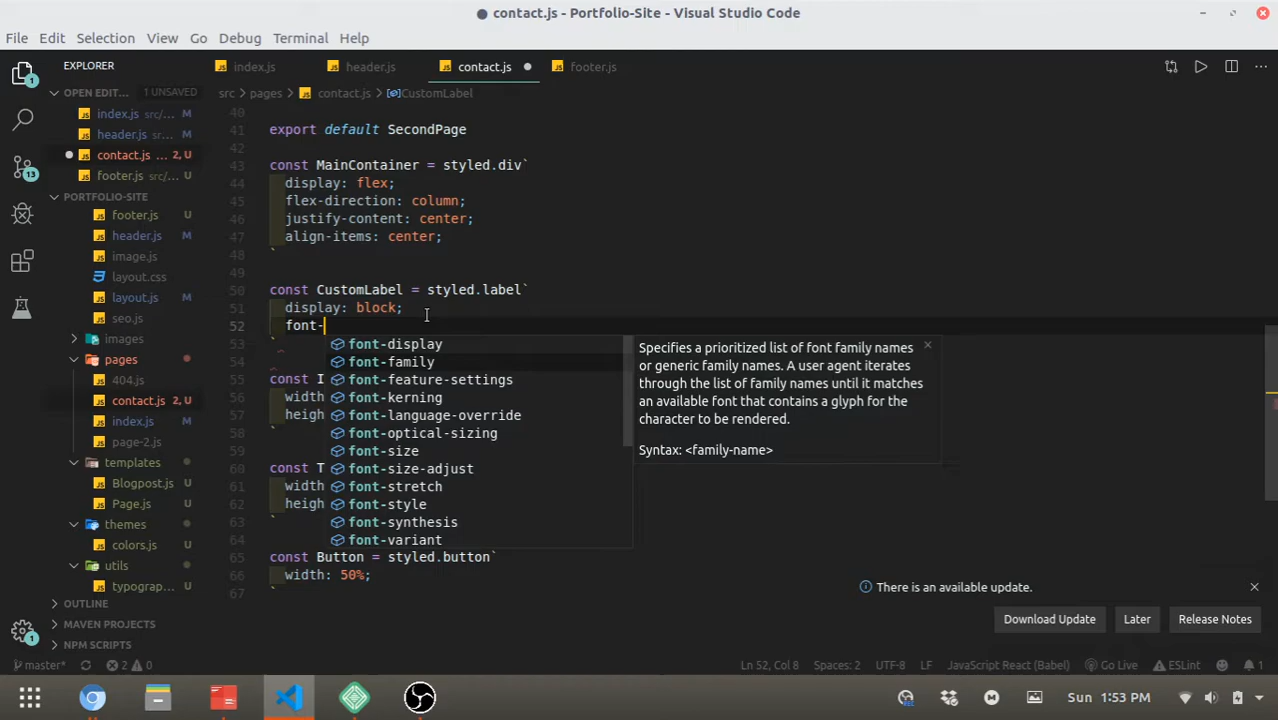 contact.js - Portfolio-Site - Visual Studio Code
File Edit Selection View Go Debug Terminal Help
EXPLORER
index.js
header.js
contact.js
footer.js
OPEN EDIT... 1 UNSAVED
src > pages > contact.js > CustomLabel
index.js src/... M
header.js sr... M
contact.js ... 2, U
footer.js src/... U
PORTFOLIO-SITE
footer.js U
header.js M
image.js
layout.css
layout.js M
seo.js
images
pages
404.js
contact.js 2, U
index.js M
page-2.js
templates
Blogpost.js
Page.js
themes
colors.js
utils
typograp...
OUTLINE
MAVEN PROJECTS
NPM SCRIPTS
40
41 export default SecondPage
42
43 const MainContainer = styled.div`
44 display: flex;
45 flex-direction: column;
46 justify-content: center;
47 align-items: center;
48 `
49
50 const CustomLabel = styled.label`
51 display: block;
52 font-
53 `
54
55 const I
56 width
57 heigh
58 `
59
60 const T
61 width
62 heigh
63 `
64
65 const Button = styled.button`
66 width: 50%;
67 `
font-display
font-family
font-feature-settings
font-kerning
font-language-override
font-optical-sizing
font-size
font-size-adjust
font-stretch
font-style
font-synthesis
font-variant
Specifies a prioritized list of font family names
or generic family names. A user agent iterates
through the list of family names until it matches
an available font that contains a glyph for the
character to be rendered.
Syntax: <family-name>
There is an available update.
Download Update Later Release Notes
master* 2 0 Ln 52, Col 8 Spaces: 2 UTF-8 LF JavaScript React (Babel) Go Live ESLint 1
1
13
1
Sun 1:53 PM